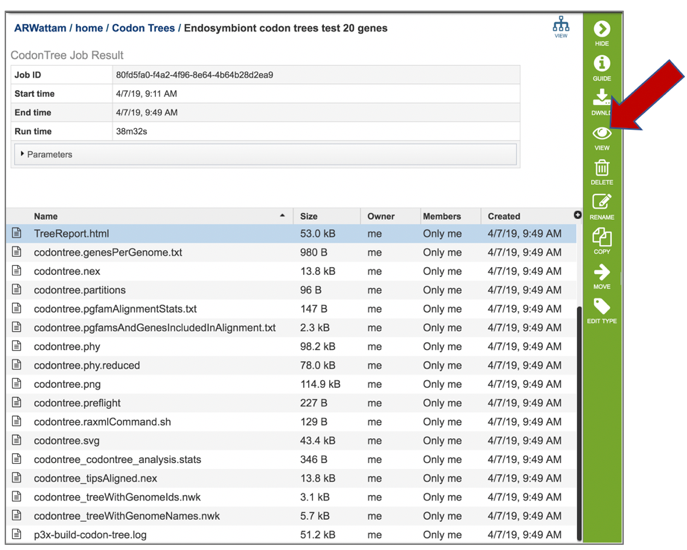 ARWattam / home / Codon Trees / Endosymbiont codon trees test 20 genes
VIEW
CodonTree Job Result
Job ID 80fd5fa0-f4a2-4f96-8e64-4b64b28d2ea9
Start time 4/7/19, 9:11 AM
End time 4/7/19, 9:49 AM
Run time 38m32s
Parameters
Name Size Owner Members Created
TreeReport.html 53.0 kB me Only me 4/7/19, 9:49 AM
codontree.genesPerGenome.txt 980 B me Only me 4/7/19, 9:49 AM
codontree.nex 13.8 kB me Only me 4/7/19, 9:49 AM
codontree.partitions 96 B me Only me 4/7/19, 9:49 AM
codontree.pgfamAlignmentStats.txt 147 B me Only me 4/7/19, 9:49 AM
codontree.pgfamsAndGenesIncludedInAlignment.txt 2.3 kB me Only me 4/7/19, 9:49 AM
codontree.phy 98.2 kB me Only me 4/7/19, 9:49 AM
codontree.phy.reduced 78.0 kB me Only me 4/7/19, 9:49 AM
codontree.png 114.9 kB me Only me 4/7/19, 9:49 AM
codontree.preflight 227 B me Only me 4/7/19, 9:49 AM
codontree.raxmlCommand.sh 129 B me Only me 4/7/19, 9:49 AM
codontree.svg 43.4 kB me Only me 4/7/19, 9:49 AM
codontree_codontree_analysis.stats 346 B me Only me 4/7/19, 9:49 AM
codontree_tipsAligned.nex 13.8 kB me Only me 4/7/19, 9:49 AM
codontree_treeWithGenomeIds.nwk 3.1 kB me Only me 4/7/19, 9:49 AM
codontree_treeWithGenomeNames.nwk 5.7 kB me Only me 4/7/19, 9:49 AM
p3x-build-codon-tree.log 51.2 kB me Only me 4/7/19, 9:49 AM
HIDE
GUIDE
VIEW
DELETE
RENAME
COPY
MOVE
EDIT TYPE